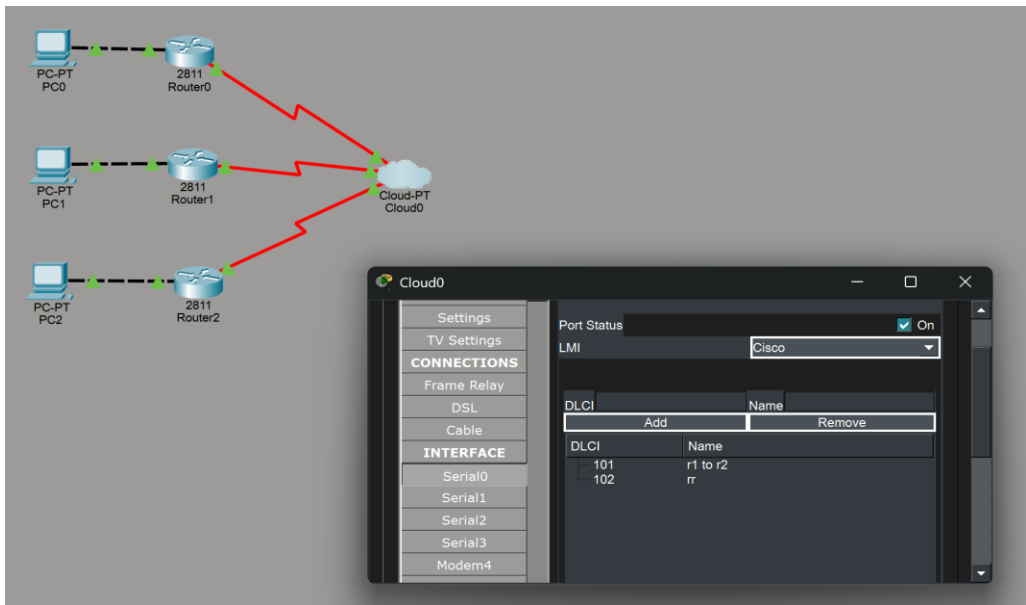 PC-PT
PC0
2811
Router0
PC-PT
PC1
2811
Router1
Cloud-PT
Cloud0
PC-PT
PC2
2811
Router2
Cloud0
Settings
TV Settings
CONNECTIONS
Frame Relay
DSL
Cable
INTERFACE
Serial0
Serial1
Serial2
Serial3
Modem4
Port Status On
LMI Cisco
DLCI Name
Add Remove
DLCI Name
101 r1 to r2
102 rr